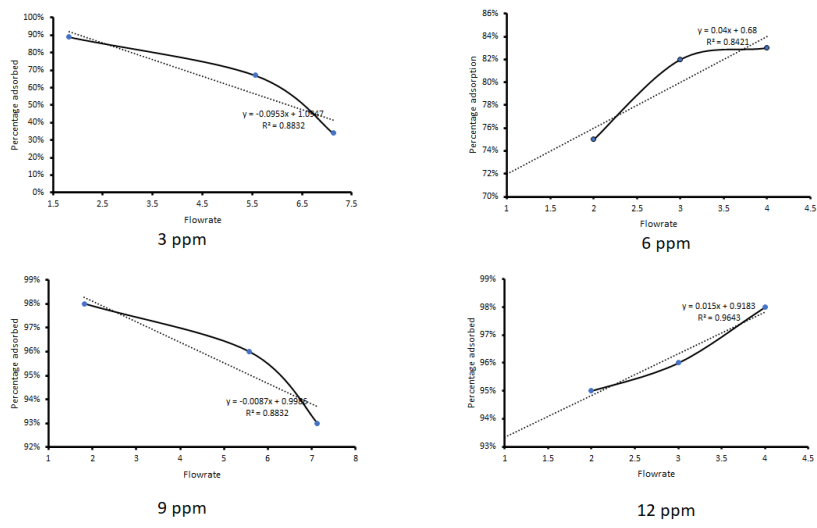 100%
90%
80%
70%
60%
50%
40%
30%
20%
10%
0%
Percentage adsorbed
y = -0.0953x + 1.0947
R² = 0.8832
1.5 2.5 3.5 4.5 5.5 6.5 7.5
Flowrate
3 ppm
86%
84%
82%
80%
78%
76%
74%
72%
70%
Percentage adsorption
y = 0.04x + 0.68
R² = 0.8421
1 1.5 2 2.5 3 3.5 4 4.5
Flowrate
6 ppm
99%
98%
97%
96%
95%
94%
93%
92%
Percentage adsorbed
y = -0.0087x + 0.9986
R² = 0.8832
1 2 3 4 5 6 7 8
Flowrate
9 ppm
99%
98%
97%
96%
95%
94%
93%
Percentage adsorbed
y = 0.015x + 0.9183
R² = 0.9643
1 1.5 2 2.5 3 3.5 4 4.5
Flowrate
12 ppm